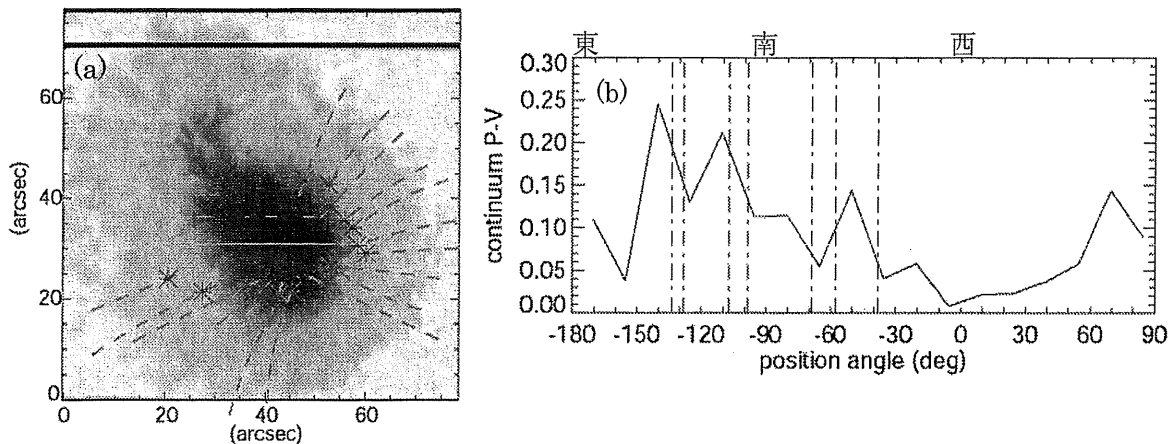 (a)
60
40
20
0
(arcsec)
0 20 40 60
(arcsec)
東 南 西
(b)
0.30
0.25
0.20
0.15
0.10
0.05
0.00
continuum P-V
-180 -150 -120 -90 -60 -30 0 30 60 90
position angle (deg)